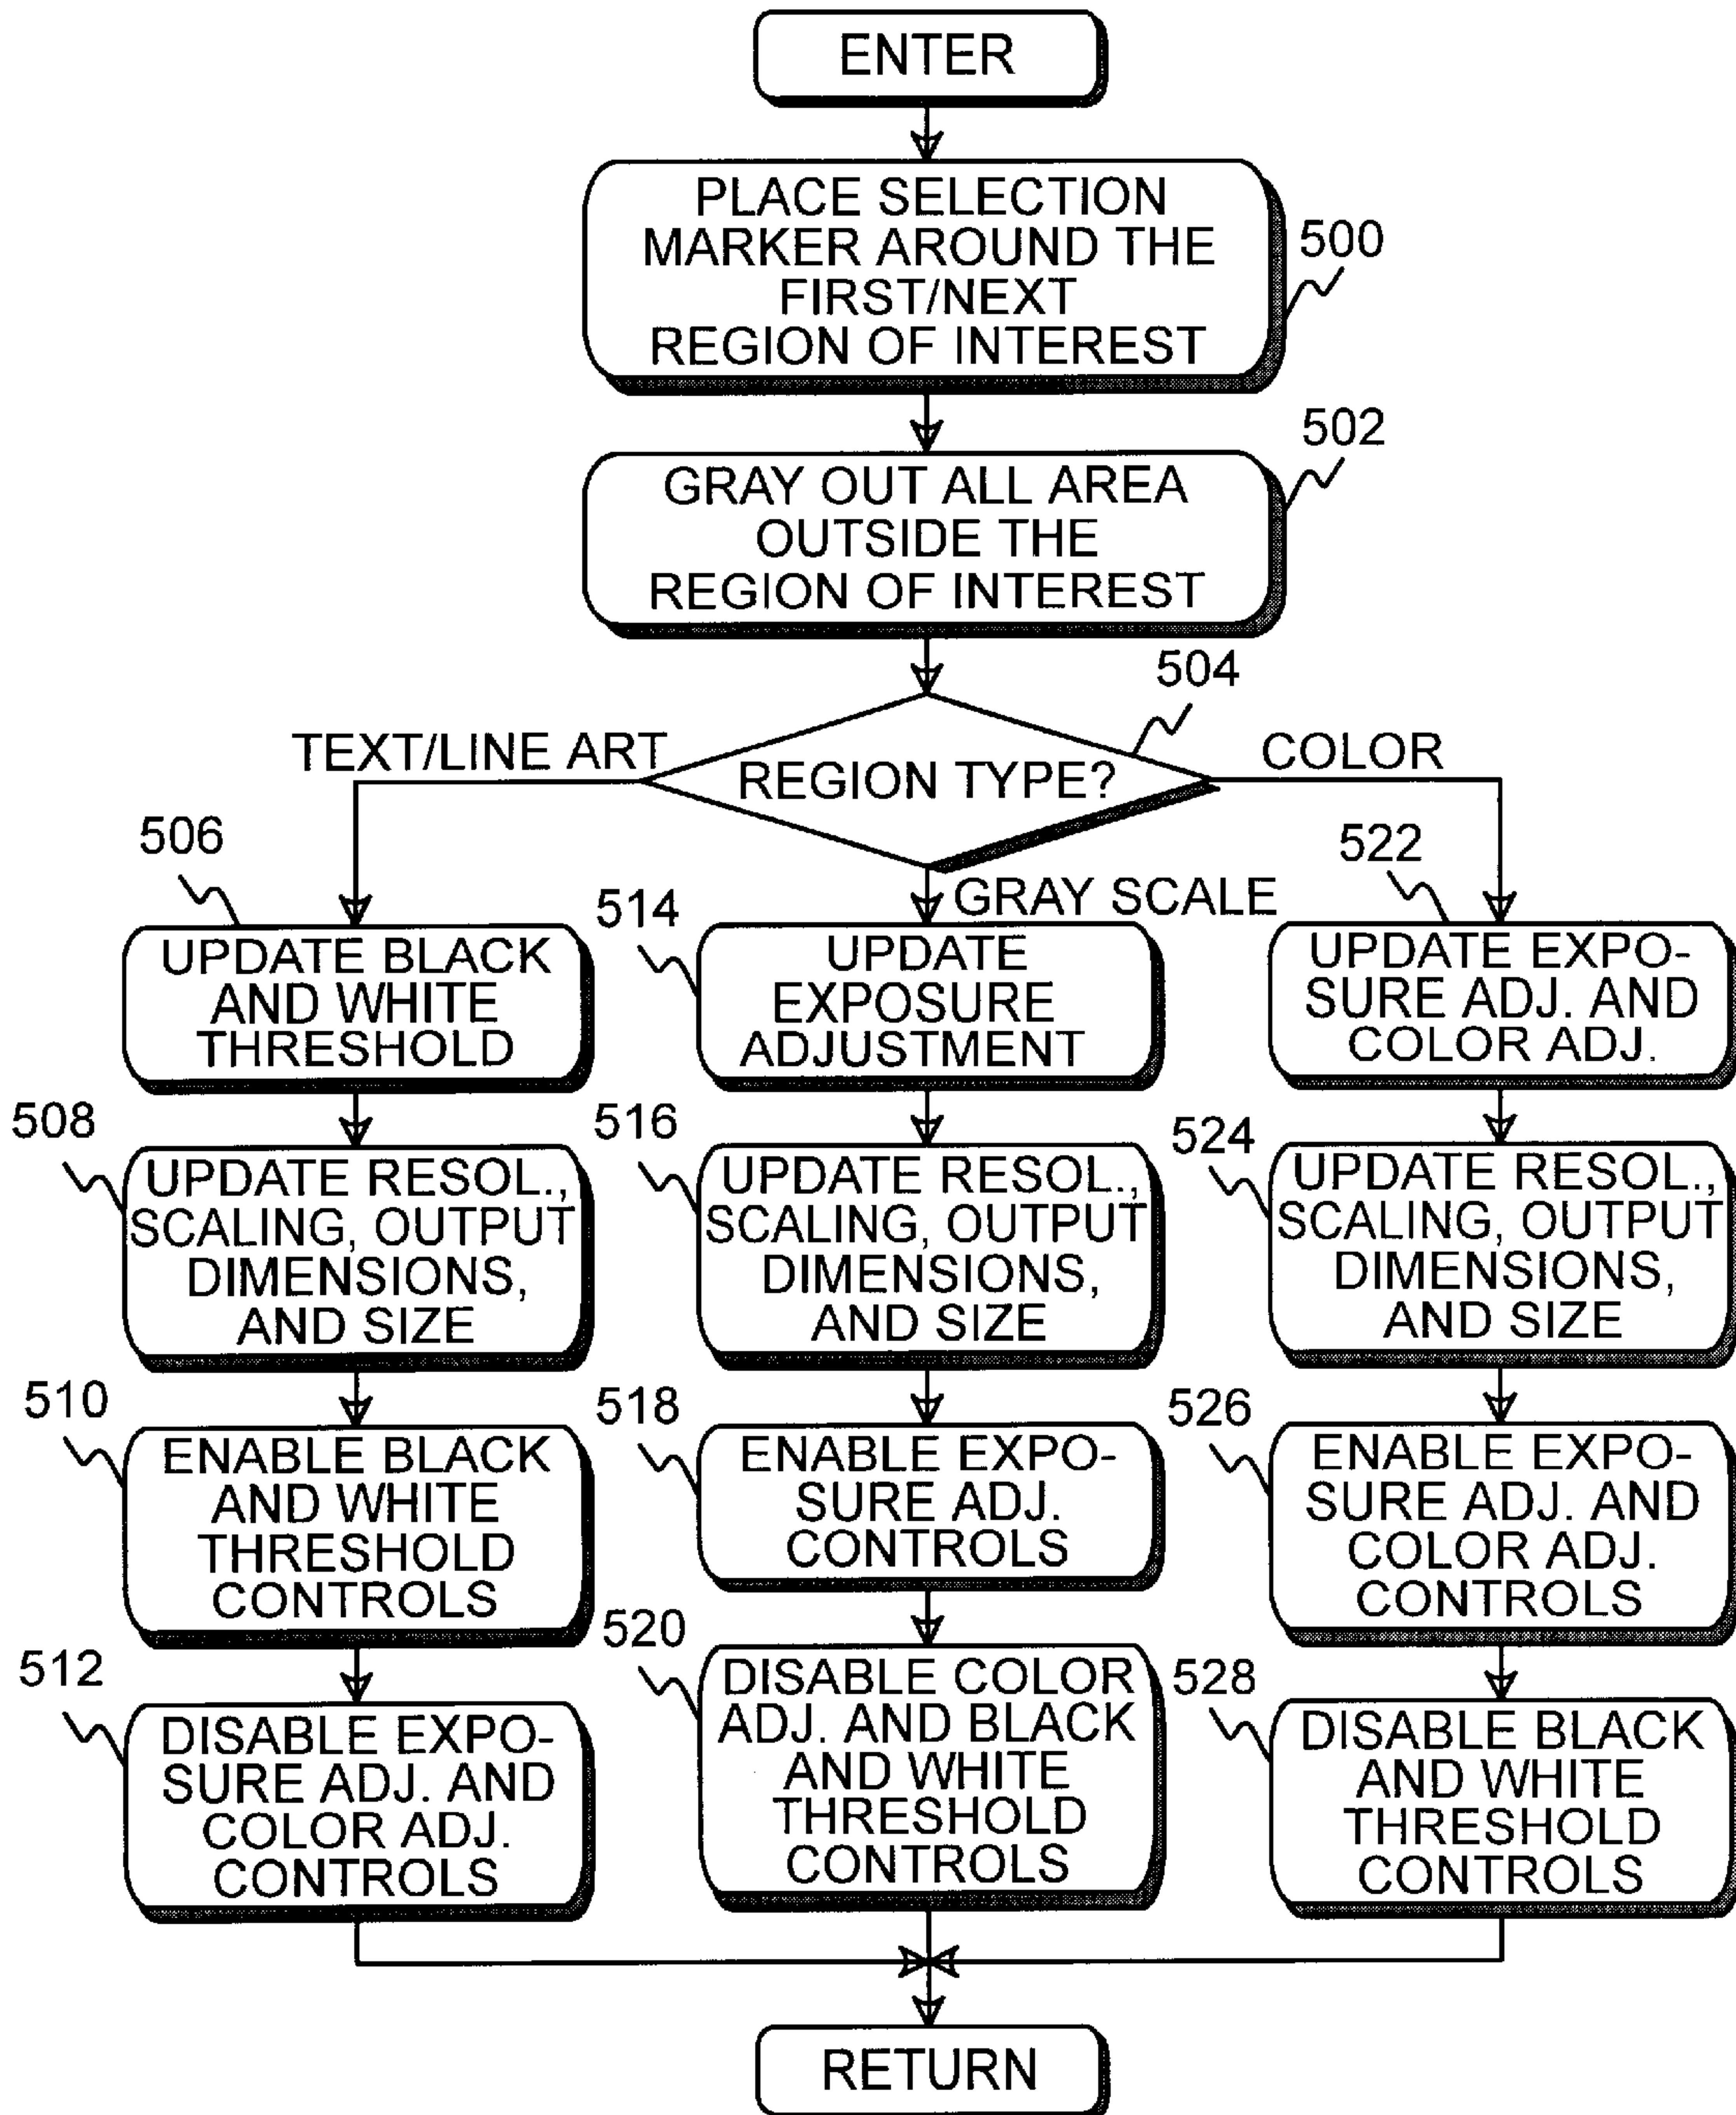 ENTER
PLACE SELECTION
MARKER AROUND THE
FIRST/NEXT
REGION OF INTEREST
500
GRAY OUT ALL AREA
OUTSIDE THE
REGION OF INTEREST
502
504
REGION TYPE?
TEXT/LINE ART
506
UPDATE BLACK
AND WHITE
THRESHOLD
508
UPDATE RESOL.,
SCALING, OUTPUT
DIMENSIONS,
AND SIZE
510
ENABLE BLACK
AND WHITE
THRESHOLD
CONTROLS
512
DISABLE EXPO-
SURE ADJ. AND
COLOR ADJ.
CONTROLS
GRAY SCALE
514
UPDATE
EXPOSURE
ADJUSTMENT
516
UPDATE RESOL.,
SCALING, OUTPUT
DIMENSIONS,
AND SIZE
518
ENABLE EXPO-
SURE ADJ.
CONTROLS
520
DISABLE COLOR
ADJ. AND BLACK
AND WHITE
THRESHOLD
CONTROLS
COLOR
522
UPDATE EXPO-
SURE ADJ. AND
COLOR ADJ.
524
UPDATE RESOL.,
SCALING, OUTPUT
DIMENSIONS,
AND SIZE
526
ENABLE EXPO-
SURE ADJ. AND
COLOR ADJ.
CONTROLS
528
DISABLE BLACK
AND WHITE
THRESHOLD
CONTROLS
RETURN